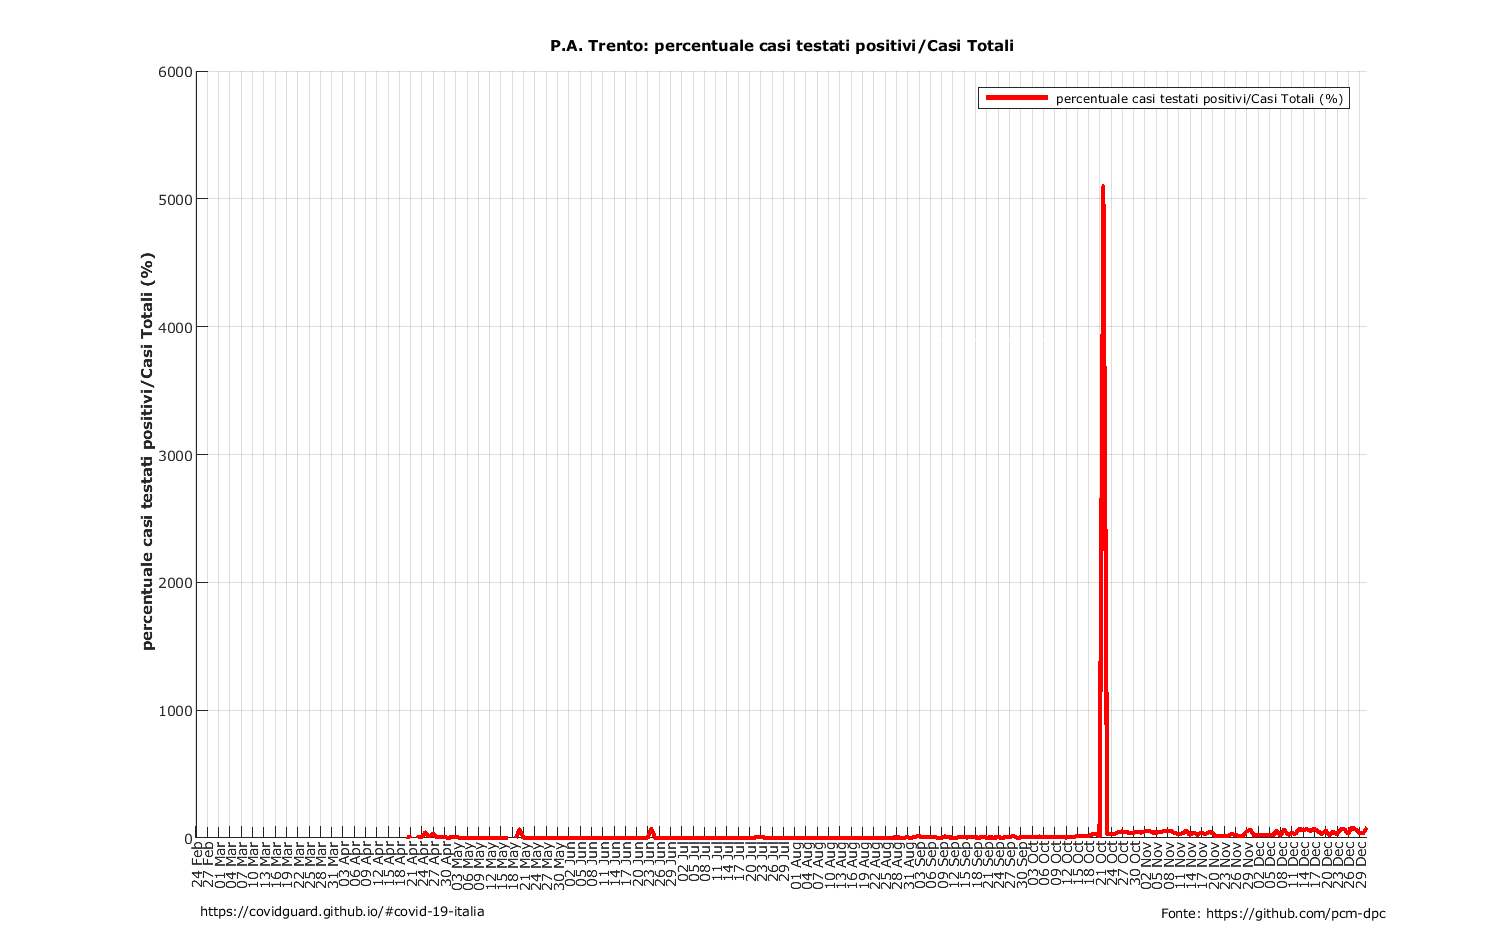 P.A. Trento: percentuale casi testati positivi/Casi Totali
percentuale casi testati positivi/Casi Totali (%)
percentuale casi testati positivi/Casi Totali (%)
6000
5000
4000
3000
2000
1000
0
24 Feb
27 Feb
01 Mar
04 Mar
07 Mar
10 Mar
13 Mar
16 Mar
19 Mar
22 Mar
25 Mar
28 Mar
31 Mar
03 Apr
06 Apr
09 Apr
12 Apr
15 Apr
18 Apr
21 Apr
24 Apr
27 Apr
30 Apr
03 May
06 May
09 May
12 May
15 May
18 May
21 May
24 May
27 May
30 May
02 Jun
05 Jun
08 Jun
11 Jun
14 Jun
17 Jun
20 Jun
23 Jun
26 Jun
29 Jun
02 Jul
05 Jul
08 Jul
11 Jul
14 Jul
17 Jul
20 Jul
23 Jul
26 Jul
29 Jul
01 Aug
04 Aug
07 Aug
10 Aug
13 Aug
16 Aug
19 Aug
22 Aug
25 Aug
28 Aug
31 Aug
03 Sep
06 Sep
09 Sep
12 Sep
15 Sep
18 Sep
21 Sep
24 Sep
27 Sep
30 Sep
03 Oct
06 Oct
09 Oct
12 Oct
15 Oct
18 Oct
21 Oct
24 Oct
27 Oct
30 Oct
02 Nov
05 Nov
08 Nov
11 Nov
14 Nov
17 Nov
20 Nov
23 Nov
26 Nov
29 Nov
02 Dec
05 Dec
08 Dec
11 Dec
14 Dec
17 Dec
20 Dec
23 Dec
26 Dec
29 Dec
https://covidguard.github.io/#covid-19-italia
Fonte: https://github.com/pcm-dpc